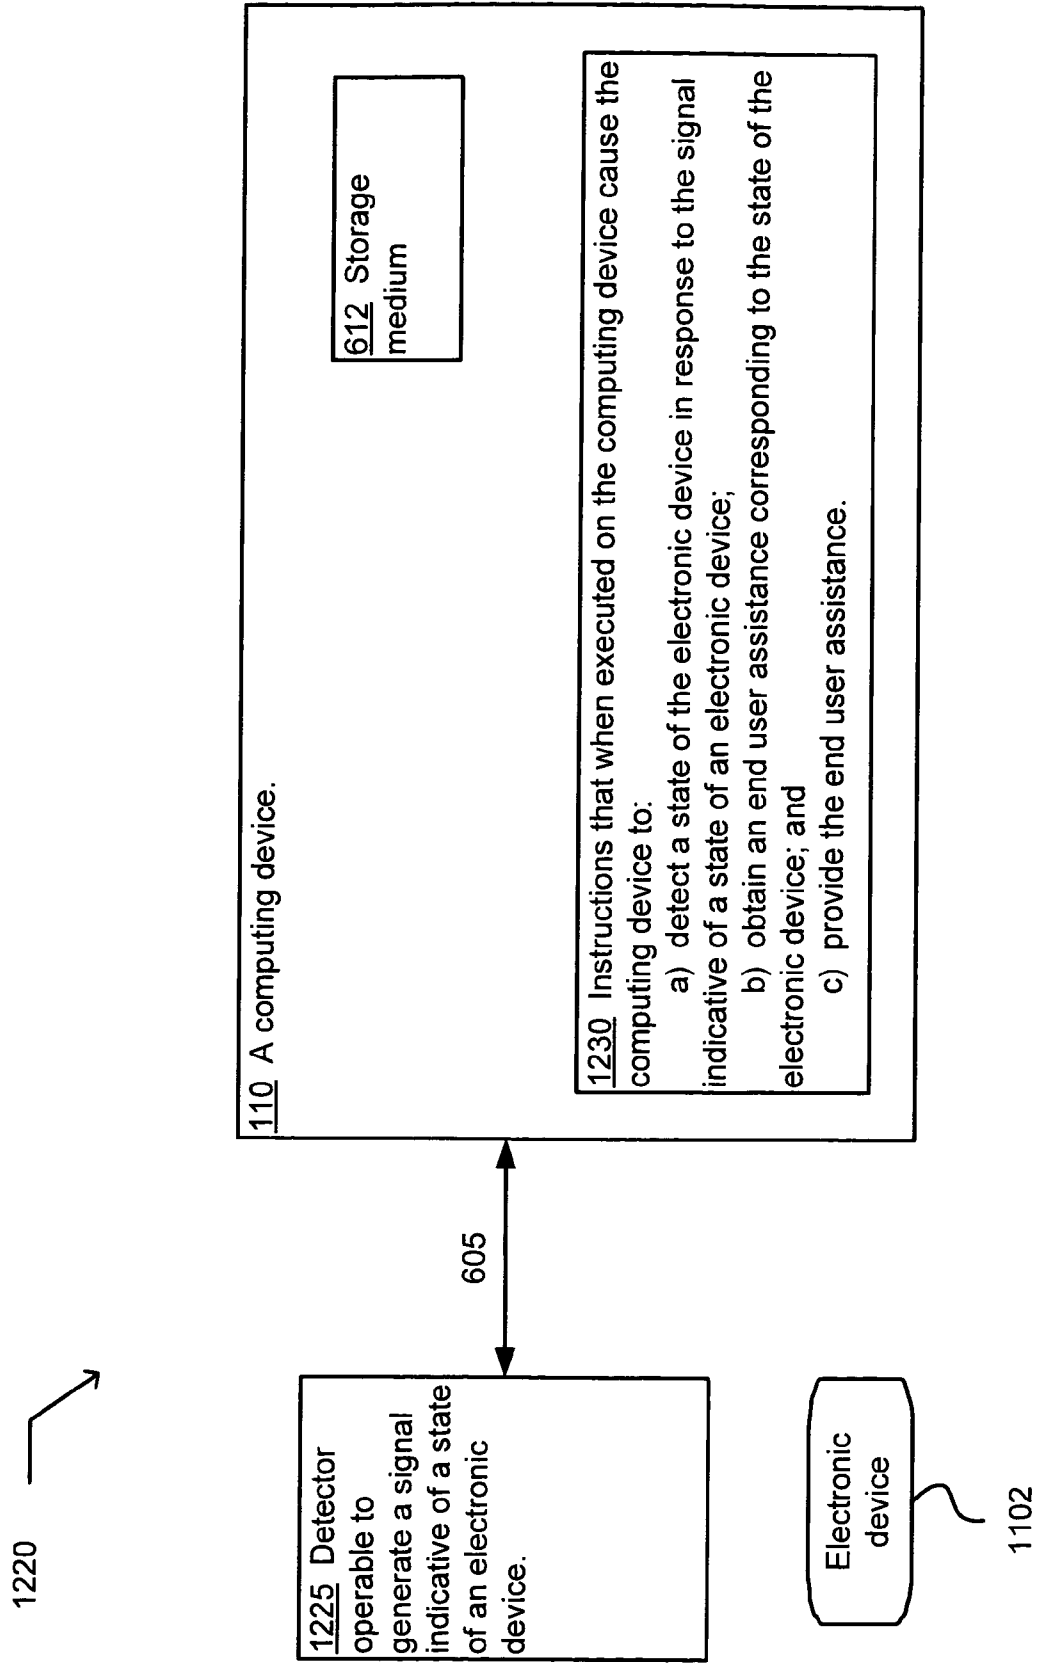 1220
1225 Detector
operable to
generate a signal
indicative of a state
of an electronic
device.
Electronic
device
1102
605
110 A computing device.
612 Storage
medium
1230 Instructions that when executed on the computing device cause the
computing device to:
a) detect a state of the electronic device in response to the signal
indicative of a state of an electronic device;
b) obtain an end user assistance corresponding to the state of the
electronic device; and
c) provide the end user assistance.